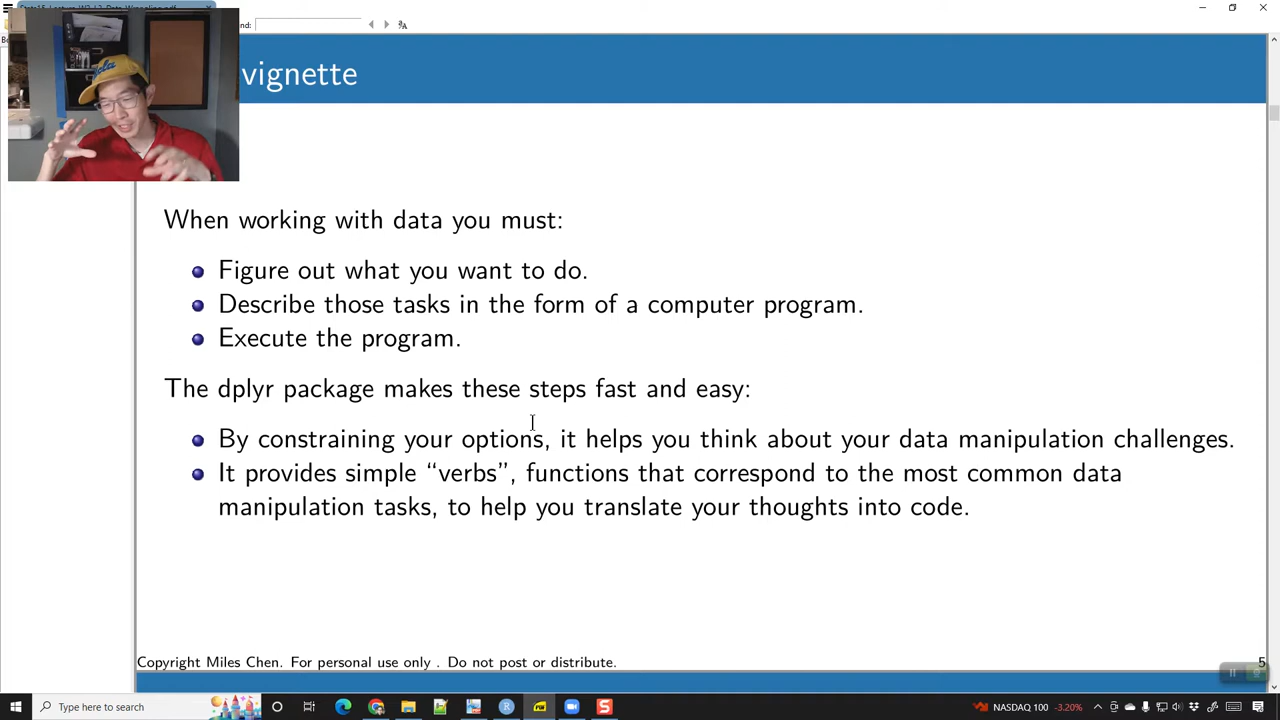 nd:
vignette
When working with data you must:
Figure out what you want to do.
Describe those tasks in the form of a computer program.
Execute the program.
The dplyr package makes these steps fast and easy:
By constraining your options, it helps you think about your data manipulation challenges.
It provides simple “verbs”, functions that correspond to the most common data
manipulation tasks, to help you translate your thoughts into code.
Copyright Miles Chen. For personal use only . Do not post or distribute.
5
Type here to search
NASDAQ 100 -3.20%